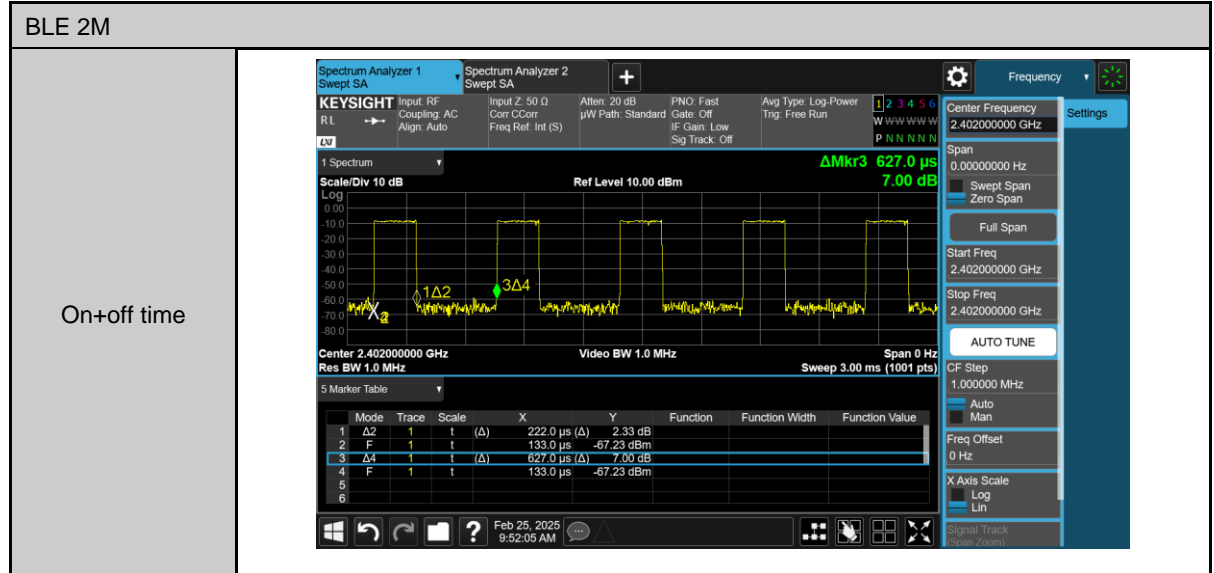 BLE 2M
On+off time
Spectrum Analyzer 1
Swept SA
Spectrum Analyzer 2
Swept SA
+
Frequency
KEYSIGHT
RL
LXI
Input: RF
Coupling: AC
Align: Auto
Input Z: 50 Ω
Corr CCorr
Freq Ref: Int (S)
Atten: 20 dB
µW Path: Standard
PNO: Fast
Gate: Off
IF Gain: Low
Sig Track: Off
Avg Type: Log-Power
Trig: Free Run
1 2 3 4 5 6
W W W W W W
P N N N N N
1 Spectrum
ΔMkr3 627.0 µs
7.00 dB
Scale/Div 10 dB
Ref Level 10.00 dBm
Log
0.00
-10.0
-20.0
-30.0
-40.0
-50.0
-60.0
-70.0
-80.0
1Δ2
3Δ4
Center 2.402000000 GHz
Video BW 1.0 MHz
Span 0 Hz
Res BW 1.0 MHz
Sweep 3.00 ms (1001 pts)
5 Marker Table
Mode Trace Scale X Y Function Function Width Function Value
1 Δ2 1 t (Δ) 222.0 µs (Δ) 2.33 dB
2 F 1 t 133.0 µs -67.23 dBm
3 Δ4 1 t (Δ) 627.0 µs (Δ) 7.00 dB
4 F 1 t 133.0 µs -67.23 dBm
5
6
?
Feb 25, 2025
9:52:05 AM
Center Frequency
2.402000000 GHz
Settings
Span
0.00000000 Hz
Swept Span
Zero Span
Full Span
Start Freq
2.402000000 GHz
Stop Freq
2.402000000 GHz
AUTO TUNE
CF Step
1.000000 MHz
Auto
Man
Freq Offset
0 Hz
X Axis Scale
Log
Lin
Signal Track
(Span Zoom)